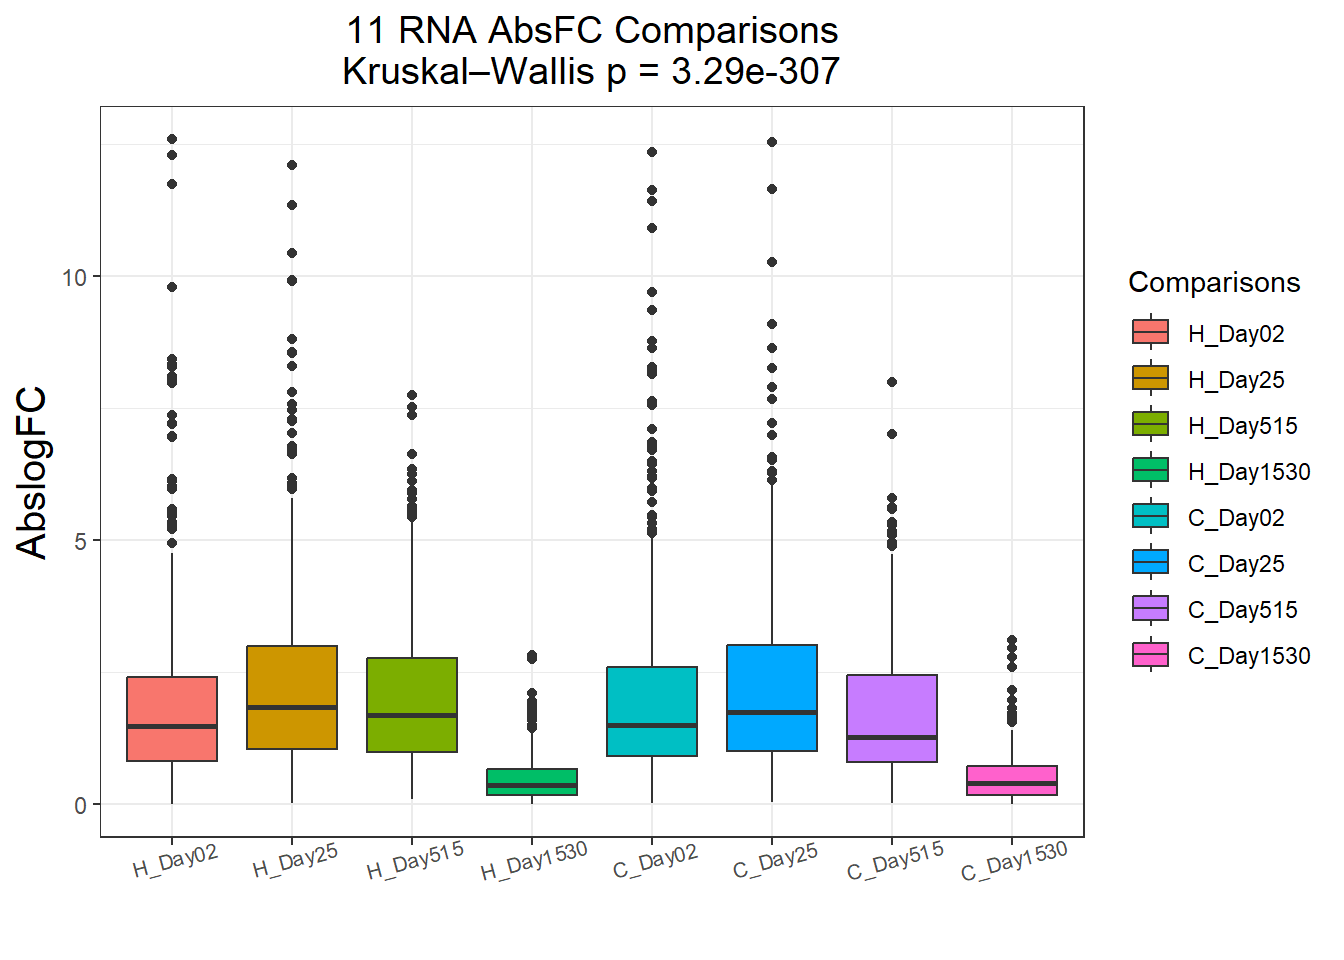 11 RNA AbsFC Comparisons
Kruskal–Wallis p = 3.29e-307
AbslogFC
10
5
0
H_Day02
H_Day25
H_Day515
H_Day1530
C_Day02
C_Day25
C_Day515
C_Day1530
Comparisons
H_Day02
H_Day25
H_Day515
H_Day1530
C_Day02
C_Day25
C_Day515
C_Day1530